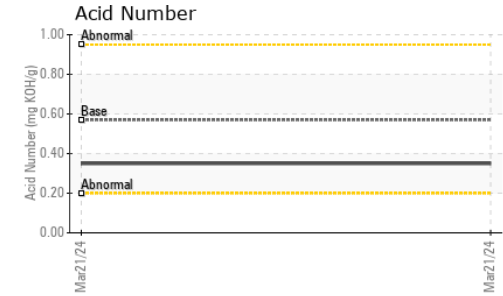 Acid Number
Acid Number (mg KOH/g)
1.00
0.80
0.60
0.40
0.20
0.00
Abnormal
Base
Abnormal
Mar21/24
Mar21/24